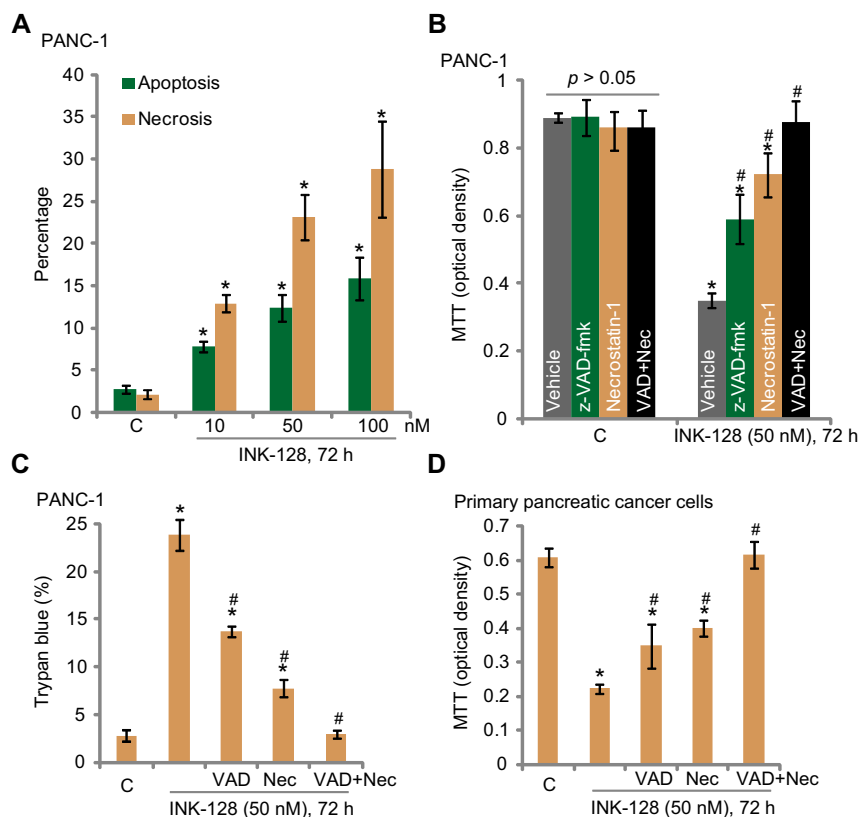 A
PANC-1
Apoptosis
Necrosis
Percentage
40
35
30
25
20
15
10
5
0
* * * * * *
C 10 50 100 nM
INK-128, 72 h
B
PANC-1
p > 0.05
MTT (optical density)
1
0.8
0.6
0.4
0.2
0
Vehicle z-VAD-fmk Necrostatin-1 VAD+Nec
* #* #* #
Vehicle z-VAD-fmk Necrostatin-1 VAD+Nec
C INK-128 (50 nM), 72 h
C
PANC-1
Trypan blue (%)
25
20
15
10
5
0
* #* #* #
C VAD Nec VAD+Nec
INK-128 (50 nM), 72 h
D
Primary pancreatic cancer cells
MTT (optical density)
0.7
0.6
0.5
0.4
0.3
0.2
0.1
0
* #* #* #
C VAD Nec VAD+Nec
INK-128 (50 nM), 72 h